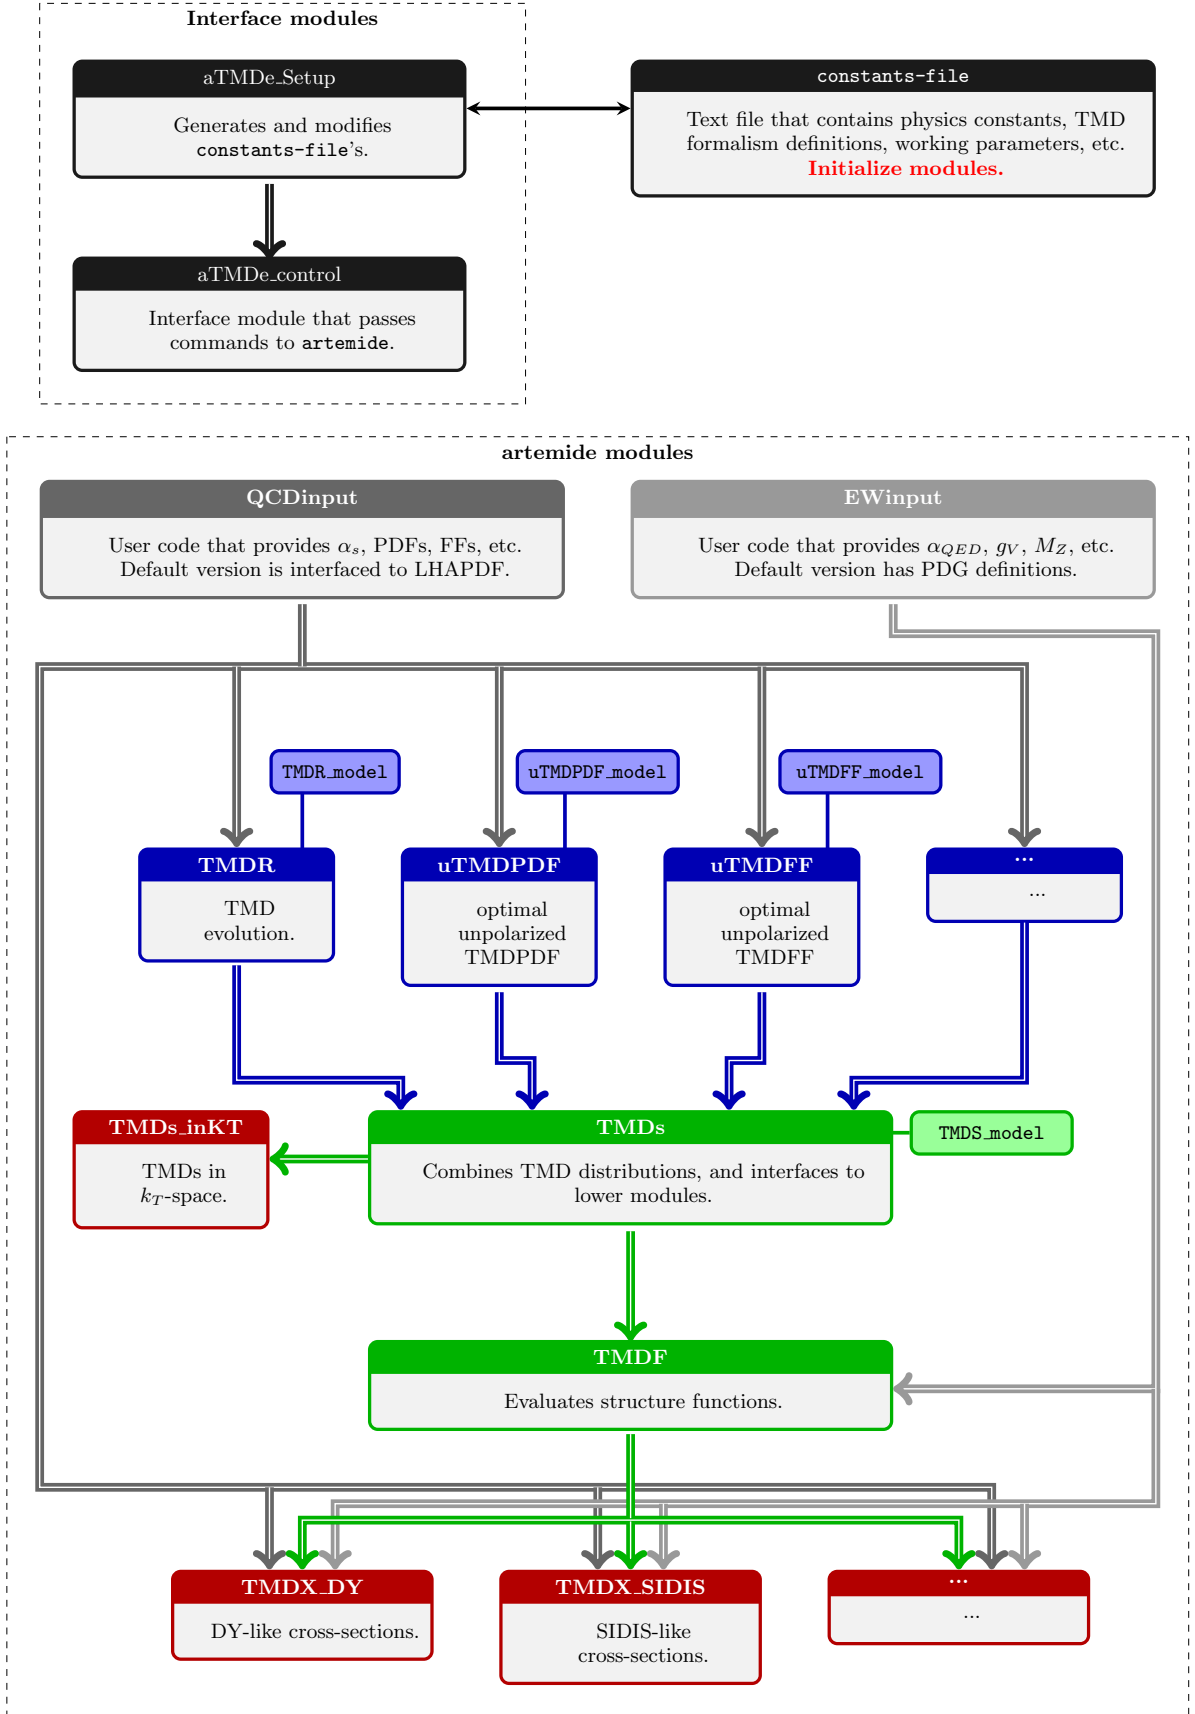 Interface modules
aTMDe_Setup
Generates and modifies
constants-file's.
constants-file
Text file that contains physics constants, TMD
formalism definitions, working parameters, etc.
Initialize modules.
aTMDe_control
Interface module that passes
commands to artemide.
artemide modules
QCDinput
User code that provides α_s, PDFs, FFs, etc.
Default version is interfaced to LHAPDF.
EWinput
User code that provides α_QED, g_V, M_Z, etc.
Default version has PDG definitions.
TMDR_model
uTMDPDF_model
uTMDFF_model
TMDR
TMD
evolution.
uTMDPDF
optimal
unpolarized
TMDPDF
uTMDFF
optimal
unpolarized
TMDFF
...
...
TMDs_inKT
TMDs in
k_T-space.
TMDs
Combines TMD distributions, and interfaces to
lower modules.
TMDS_model
TMDF
Evaluates structure functions.
TMDX_DY
DY-like cross-sections.
TMDX_SIDIS
SIDIS-like
cross-sections.
...
...